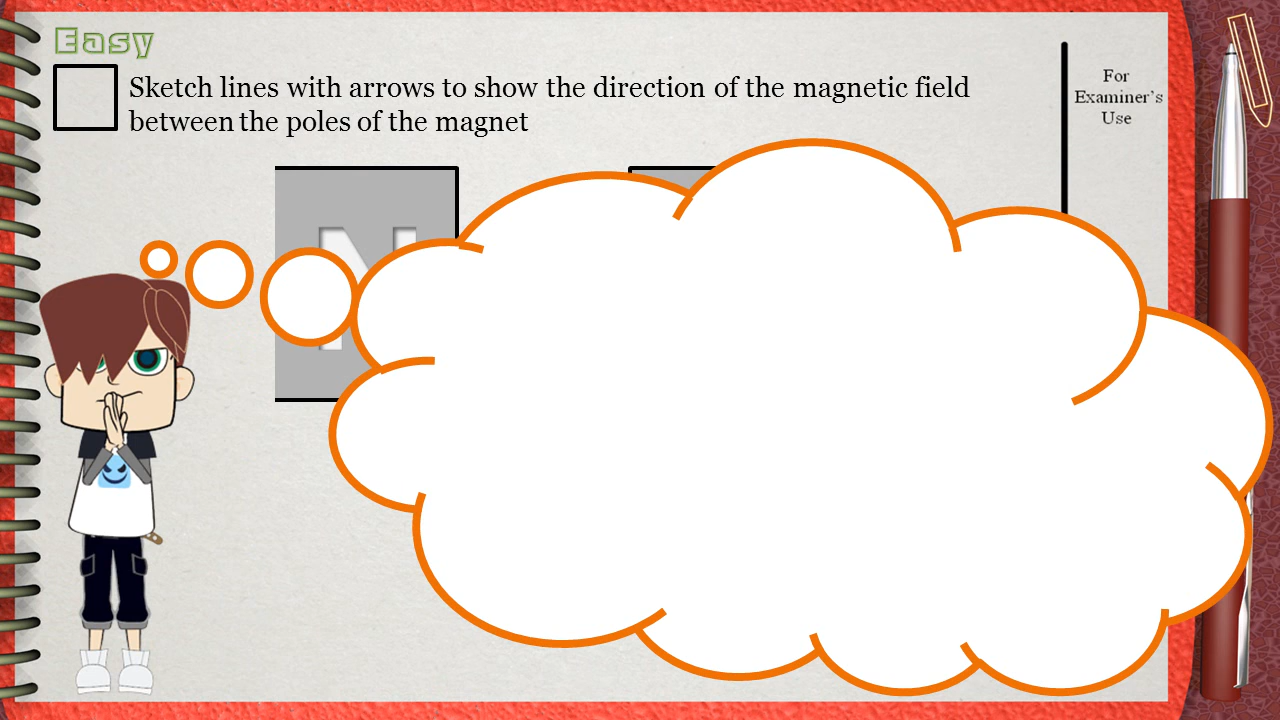 Easy
Sketch lines with arrows to show the direction of the magnetic field
between the poles of the magnet
For
Examiner's
Use
N